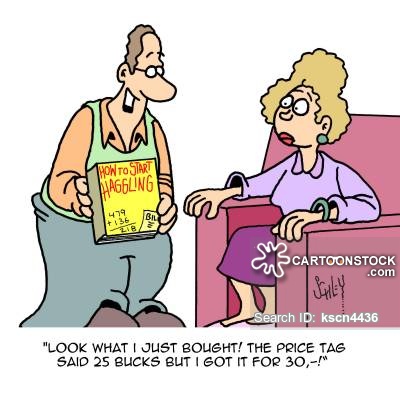 HOW TO START
HAGGLING
479
+136
218
BILL
CARTOONSTOCK
.com
SCHLEY
Search ID: kscn4436
"LOOK WHAT I JUST BOUGHT! THE PRICE TAG
SAID 25 BUCKS BUT I GOT IT FOR 30,-!"